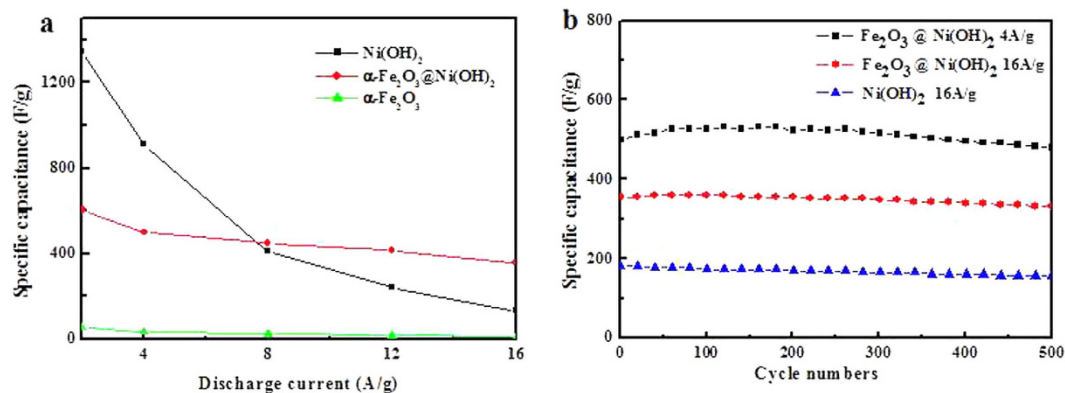 a
Specific capacitance (F/g)
1200
800
400
0
Ni(OH)₂
α-Fe₂O₃@Ni(OH)₂
α-Fe₂O₃
4 8 12 16
Discharge current (A/g)
b
Specific capacitance (F/g)
800
600
400
200
0
Fe₂O₃ @ Ni(OH)₂ 4A/g
Fe₂O₃ @ Ni(OH)₂ 16A/g
Ni(OH)₂ 16A/g
0 100 200 300 400 500
Cycle numbers